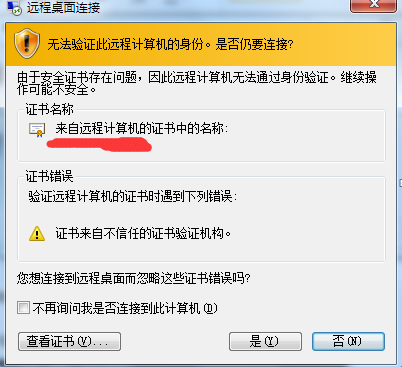 远程桌面连接
无法验证此远程计算机的身份。是否仍要连接?
由于安全证书存在问题，因此远程计算机无法通过身份验证。继续操
作可能不安全。
证书名称
来自远程计算机的证书中的名称:
证书错误
验证远程计算机的证书时遇到下列错误:
证书来自不信任的证书验证机构。
您想连接到远程桌面而忽略这些证书错误吗?
不再询问我是否连接到此计算机(D)
查看证书(V)... 是(Y) 否(N)